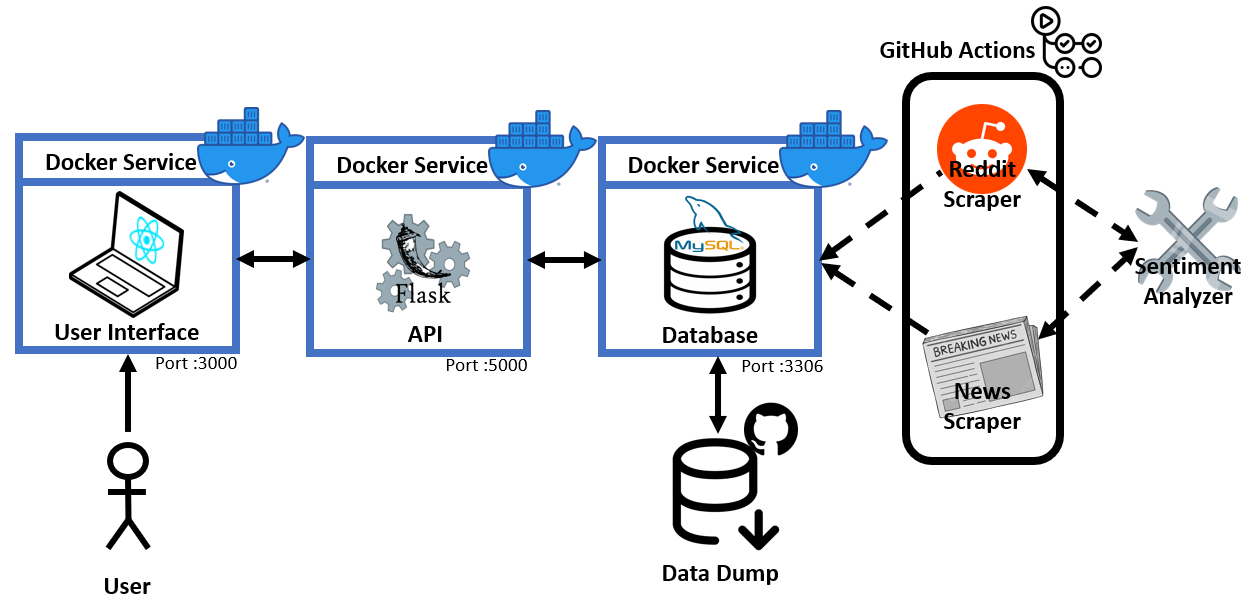 GitHub Actions
Docker Service
Docker Service
Docker Service
Reddit
Scraper
MySQL
Flask
Sentiment
Analyzer
User Interface
API
Database
BREAKING NEWS
Port :3000
Port :5000
Port :3306
News
Scraper
Data Dump
User